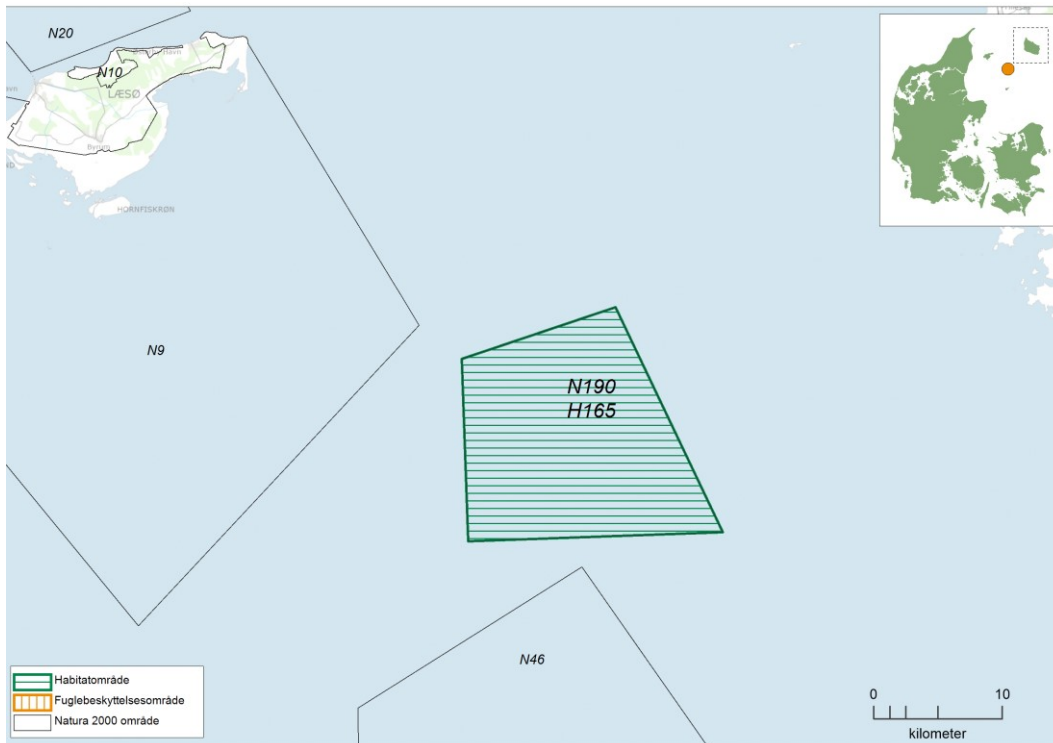 N20
N10
LÆSØ
Byrum
HORNFISKRØN
N9
N190
H165
N46
Habitatområde
Fuglebeskyttelsesområde
Natura 2000 område
0 10
kilometer